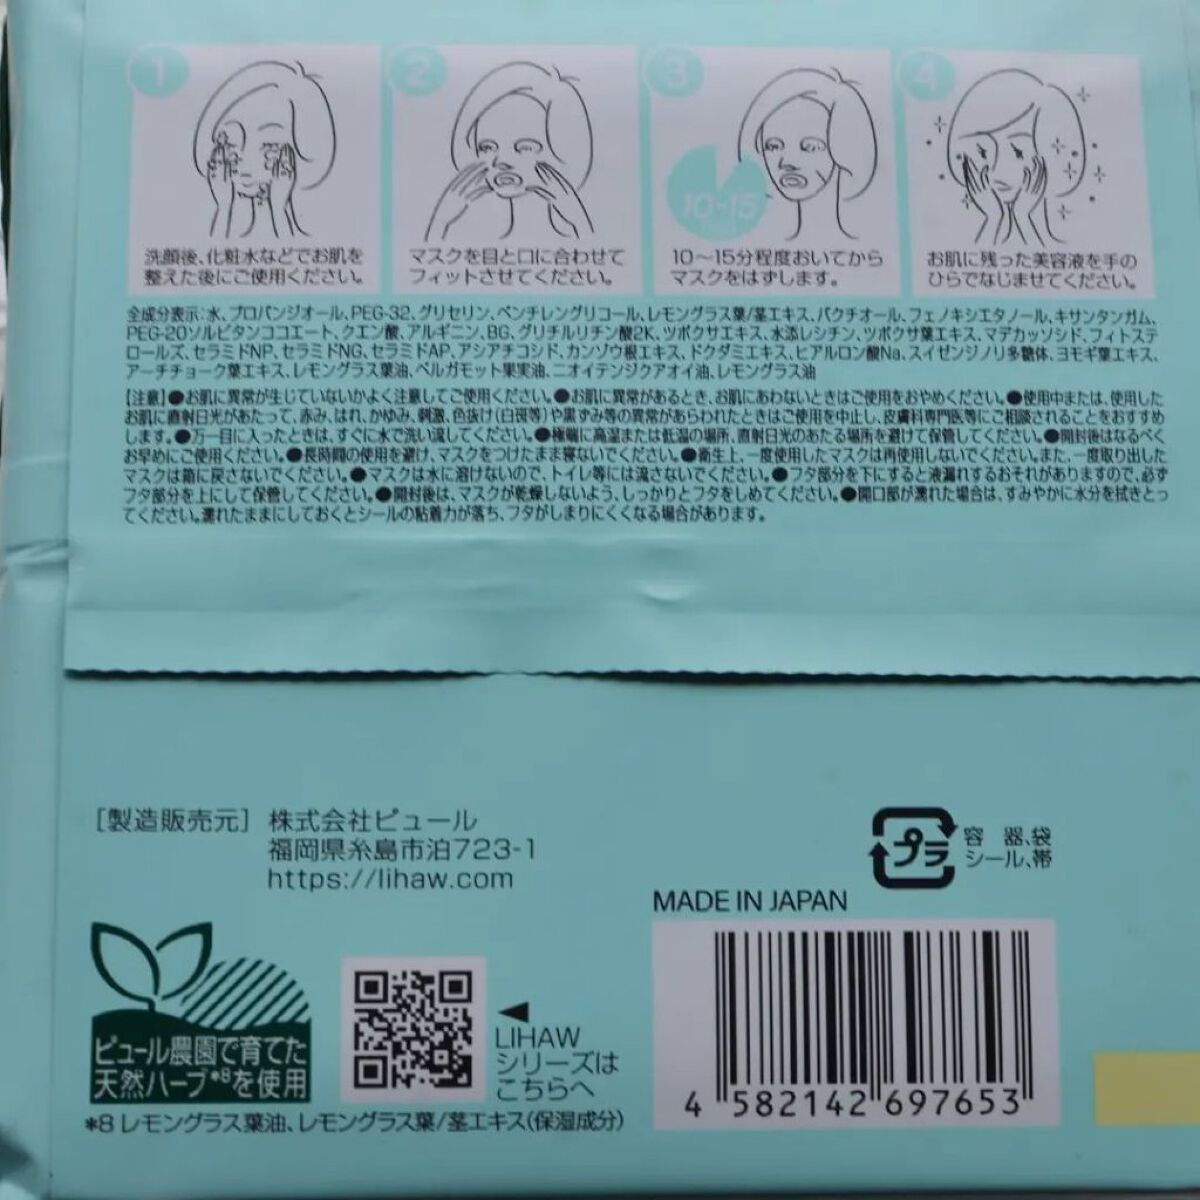 1
2
3
4
10-15
洗顔後、化粧水などでお肌を
整えた後にご使用ください。
マスクを目と口に合わせて
フィットさせてください。
10～15分程度おいてから
マスクをはずします。
お肌に残った美容液を手の
ひらでなじませてください。
全成分表示：水、プロパンジオール、PEG-32、グリセリン、ペンチレングリコール、レモングラス葉/茎エキス、バクチオール、フェノキシエタノール、キサンタンガム、
PEG-20ソルビタンココエート、クエン酸、アルギニン、BG、グリチルリチン酸2K、ツボクサエキス、水添レシチン、ツボクサ葉エキス、マデカッソシド、フィトステ
ロールズ、セラミドNP、セラミドNG、セラミドAP、アシアチコシド、カンゾウ根エキス、ドクダミエキス、ヒアルロン酸Na、スイゼンジノリ多糖体、ヨモギ葉エキス、
アーチチョーク葉エキス、レモングラス葉油、ベルガモット果実油、ニオイテンジクアオイ油、レモングラス油
【注意】●お肌に異常が生じていないかよく注意してご使用ください。●お肌に異常があるとき、お肌にあわないときはご使用をおやめください。●使用中または、使用した
お肌に直射日光があたって、赤み、はれ、かゆみ、刺激、色抜け(白斑等)や黒ずみ等の異常があらわれたときはご使用を中止し、皮膚科専門医等にご相談されることをおすすめ
します。●万一目に入ったときは、すぐに水で洗い流してください。●極端に高温または低温の場所、直射日光のあたる場所を避けて保管してください。●開封後はなるべく
お早めにご使用ください。●長時間の使用を避け、マスクをつけたまま寝ないでください。●衛生上、一度使用したマスクは再使用しないでください。また、一度取り出した
マスクは箱に戻さないでください。●マスクは水に溶けないので、トイレ等には流さないでください。●フタ部分を下にすると液漏れするおそれがありますので、必ず
フタ部分を上にして保管してください。●開封後は、マスクが乾燥しないよう、しっかりとフタをしめてください。●開口部が濡れた場合は、すみやかに水分を拭きとっ
てください。濡れたままにしておくとシールの粘着力が落ち、フタがしまりにくくなる場合があります。
[製造販売元] 株式会社ピュール
福岡県糸島市泊723-1
https://lihaw.com
プラ
容 器、袋
シール、帯
MADE IN JAPAN
ピュール農園で育てた
天然ハーブ*8を使用
◀
LIHAW
シリーズは
こちらへ
4 582142 697653
*8 レモングラス葉油、レモングラス葉/茎エキス(保湿成分)